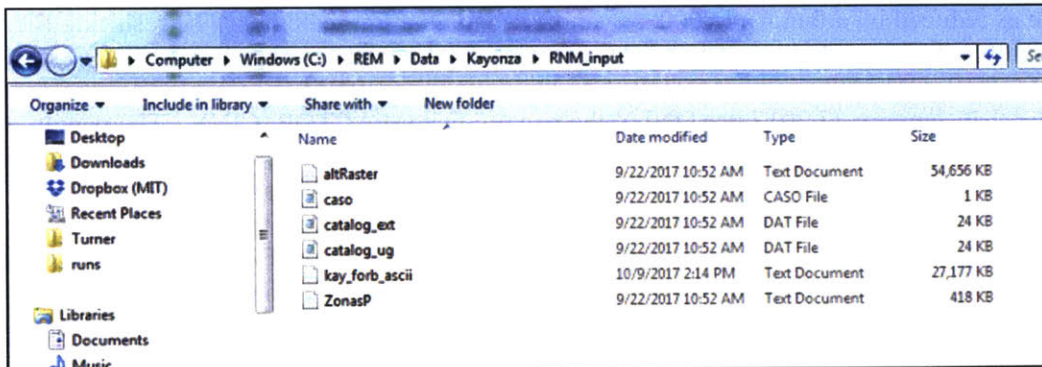 Computer ▸ Windows (C:) ▸ REM ▸ Data ▸ Kayonza ▸ RNM_input
Se
Organize Include in library Share with New folder
Desktop
Downloads
Dropbox (MIT)
Recent Places
Turner
runs
Libraries
Documents
Music
Name Date modified Type Size
altRaster 9/22/2017 10:52 AM Text Document 54,656 KB
caso 9/22/2017 10:52 AM CASO File 1 KB
catalog_ext 9/22/2017 10:52 AM DAT File 24 KB
catalog_ug 9/22/2017 10:52 AM DAT File 24 KB
kay_forb_ascii 10/9/2017 2:14 PM Text Document 27,177 KB
ZonasP 9/22/2017 10:52 AM Text Document 418 KB